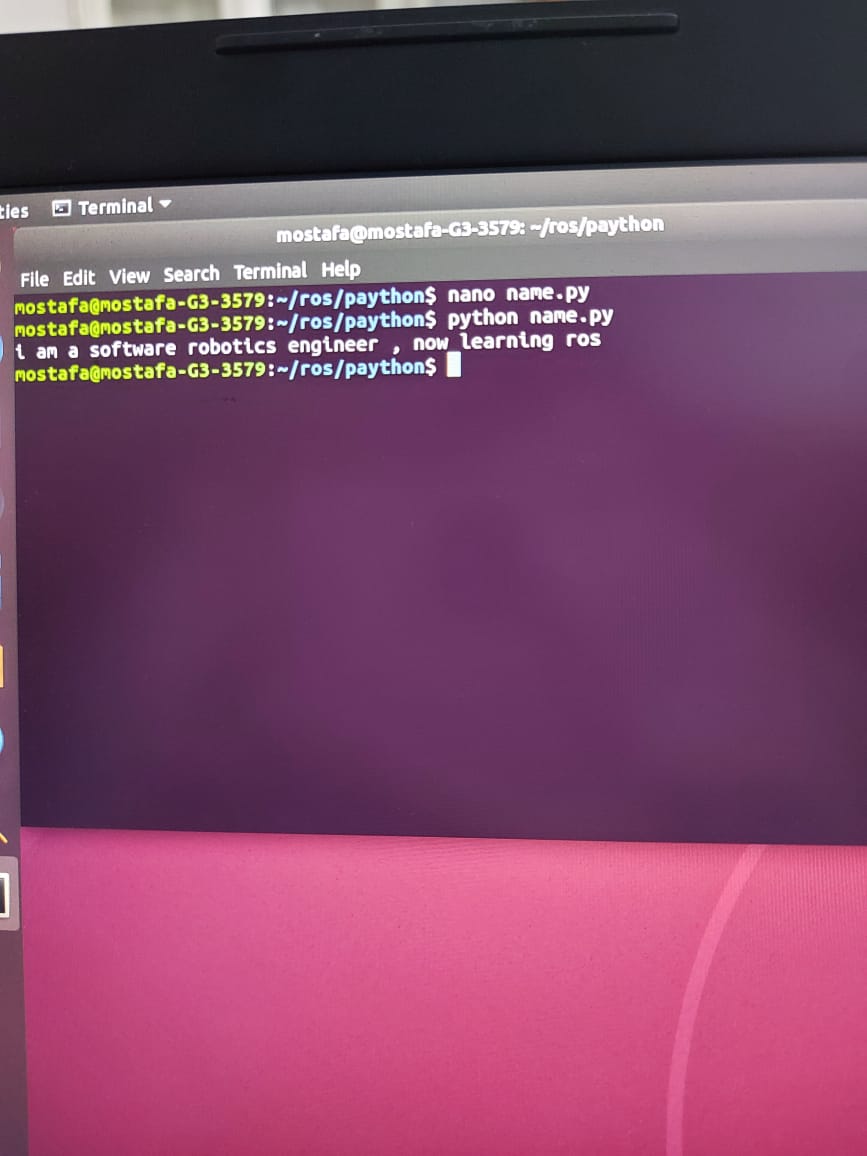 ties Terminal
mostafa@mostafa-G3-3579: ~/ros/paython
File Edit View Search Terminal Help
mostafa@mostafa-G3-3579:~/ros/paython$ nano name.py
mostafa@mostafa-G3-3579:~/ros/paython$ python name.py
i am a software robotics engineer , now learning ros
mostafa@mostafa-G3-3579:~/ros/paython$